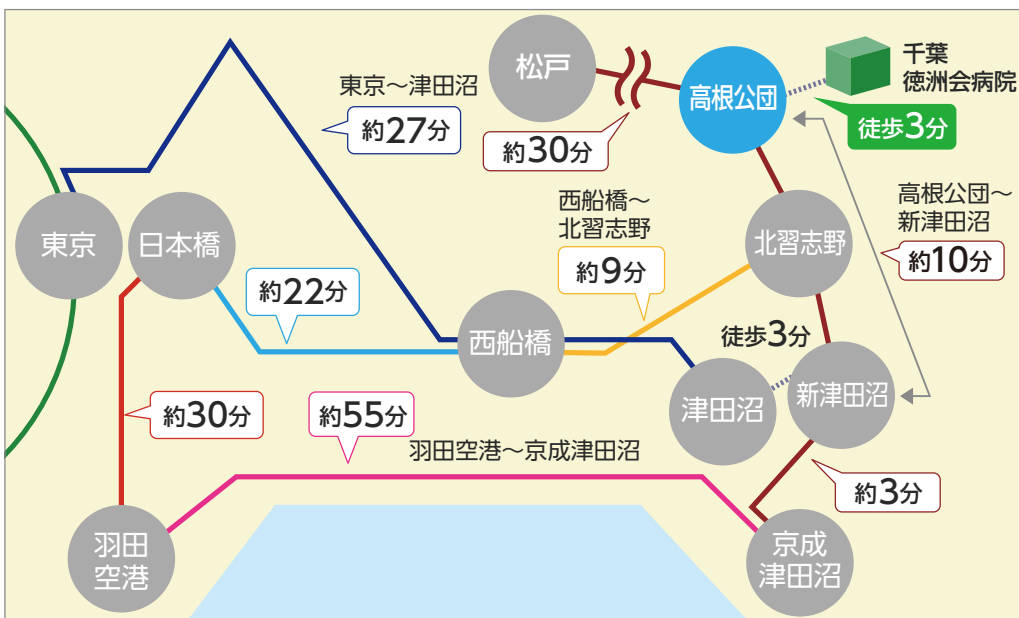 松戸
高根公団
千葉
徳洲会病院
徒歩3分
東京〜津田沼
約27分
約30分
西船橋〜
北習志野
約9分
高根公団〜
新津田沼
約10分
東京
日本橋
北習志野
約22分
西船橋
徒歩3分
津田沼
新津田沼
約30分
約55分
羽田空港〜京成津田沼
約3分
羽田
空港
京成
津田沼